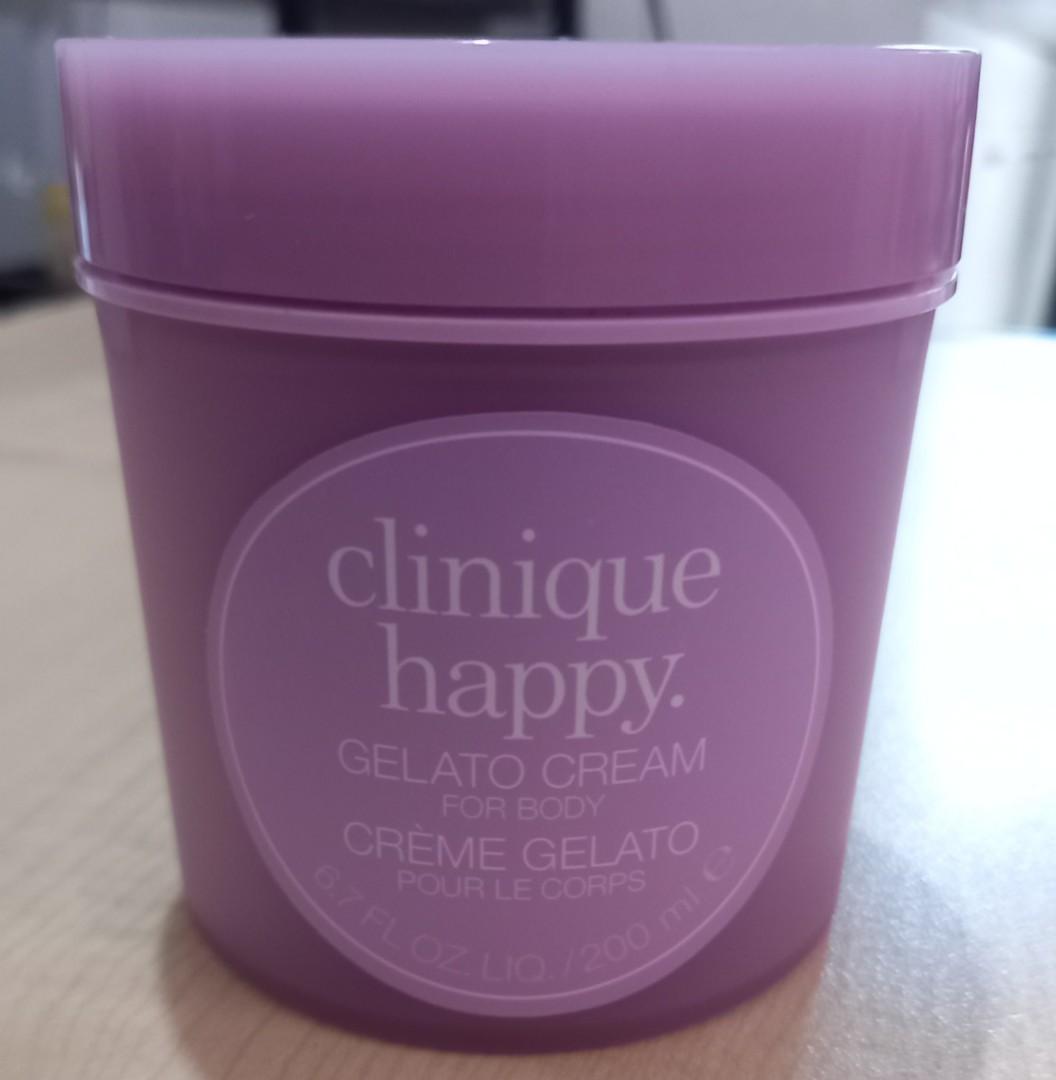 clinique
happy.
GELATO CREAM
FOR BODY
CRÈME GELATO
POUR LE CORPS
6.7 FL OZ. LIQ. / 200 ml ℮